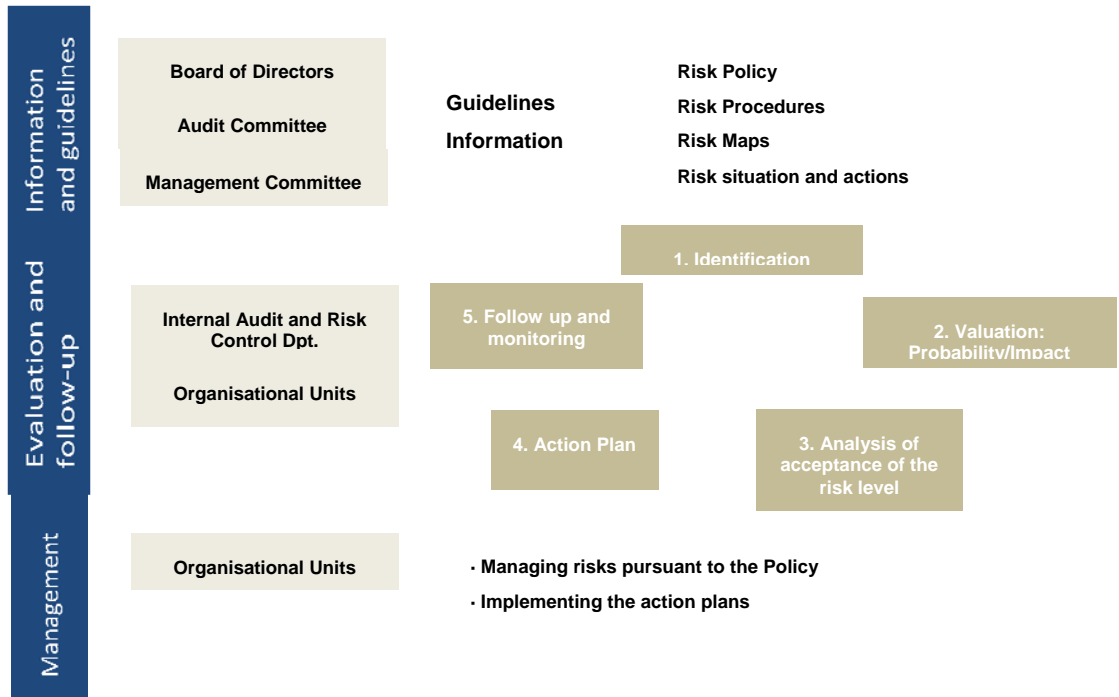 Information
and guidelines
Board of Directors
Audit Committee
Management Committee
Guidelines
Information
Risk Policy
Risk Procedures
Risk Maps
Risk situation and actions
Evaluation and
follow-up
Internal Audit and Risk
Control Dpt.
Organisational Units
1. Identification
2. Valuation:
Probability/Impact
3. Analysis of
acceptance of the
risk level
4. Action Plan
5. Follow up and
monitoring
Management
Organisational Units
· Managing risks pursuant to the Policy
· Implementing the action plans